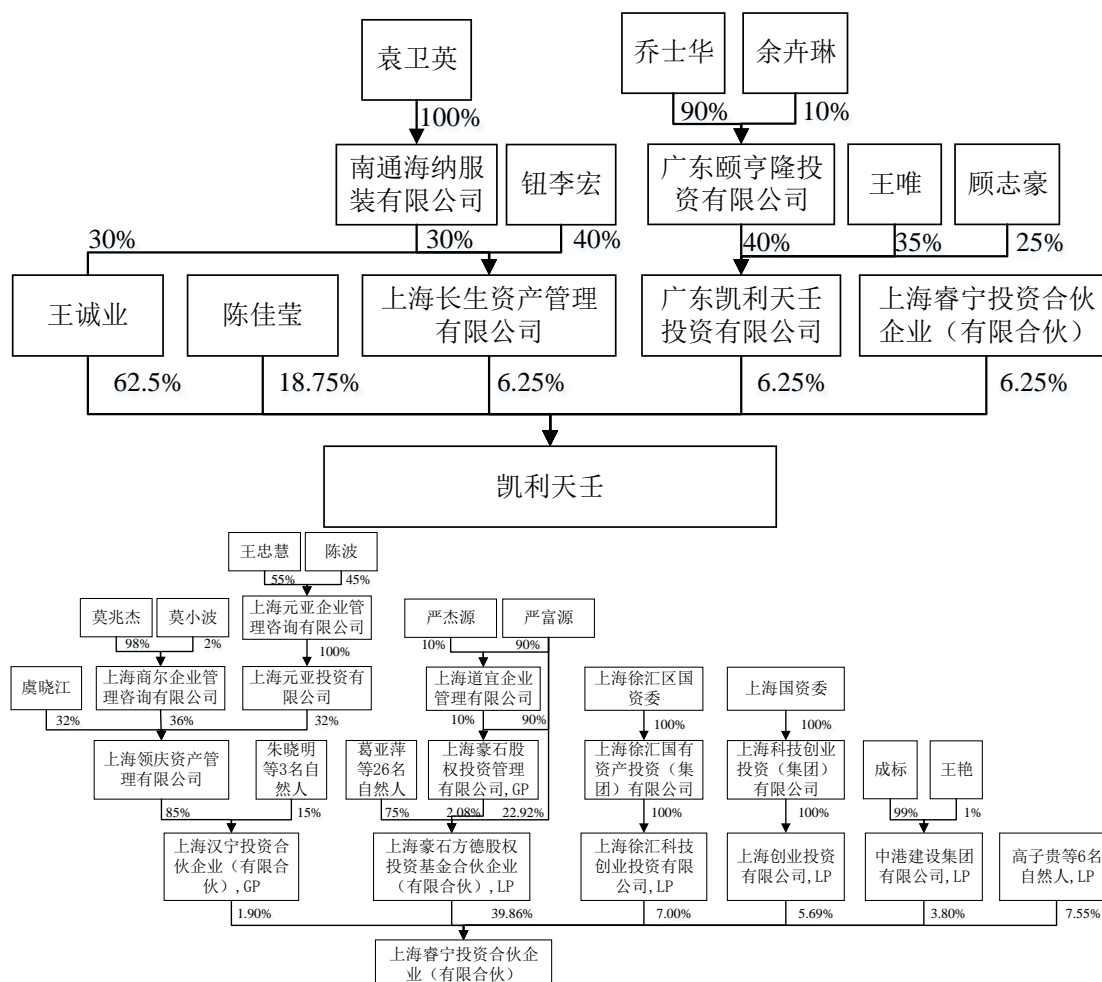 袁卫英
乔士华
余卉琳
100%
90%
10%
南通海纳服
装有限公司
钮李宏
广东颐亨隆投
资有限公司
王唯
顾志豪
30%
30%
40%
40%
35%
25%
王诚业
陈佳莹
上海长生资产管理
有限公司
广东凯利天壬
投资有限公司
上海睿宁投资合伙
企业（有限合伙）
62.5%
18.75%
6.25%
6.25%
6.25%
凯利天壬
王忠慧
陈波
55%
45%
莫兆杰
莫小波
上海元亚企业管
理咨询有限公司
严杰源
严富源
98%
2%
100%
10%
90%
虞晓江
上海商尔企业管
理咨询有限公司
上海元亚投资有
限公司
上海道宜企业
管理有限公司
上海徐汇区国
资委
上海国资委
32%
36%
32%
10%
90%
100%
100%
上海领庆资产管
理有限公司
朱晓明
等3名自
然人
葛亚萍
等26名
自然人
上海豪石股
权投资管理
有限公司,GP
上海徐汇国有
资产投资（集
团）有限公司
上海科技创业
投资（集团）有
限公司
成标
王艳
85%
15%
75%
2.08%
22.92%
100%
100%
99%
1%
上海汉宁投资合
伙企业（有限合
伙）,GP
上海豪石方德股权
投资基金合伙企业
（有限合伙）,LP
上海徐汇科技
创业投资有限
公司,LP
上海创业投资
有限公司,LP
中港建设集团
有限公司,LP
高子贵等6名
自然人,LP
1.90%
39.86%
7.00%
5.69%
3.80%
7.55%
上海睿宁投资合伙企
业（有限合伙）